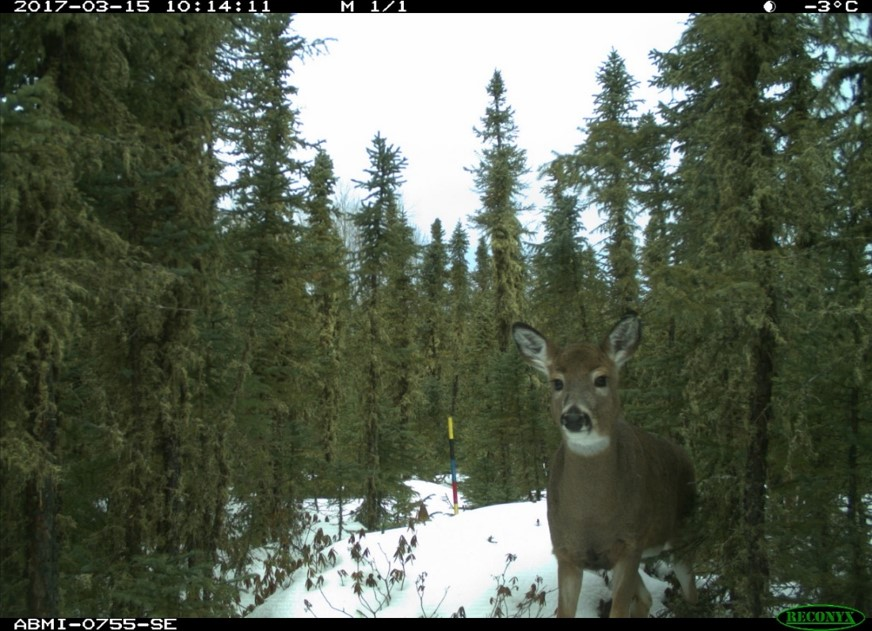 2017-03-15 10:14:11 M 1/1 -3°C
ABMI-0755-SE RECONYX